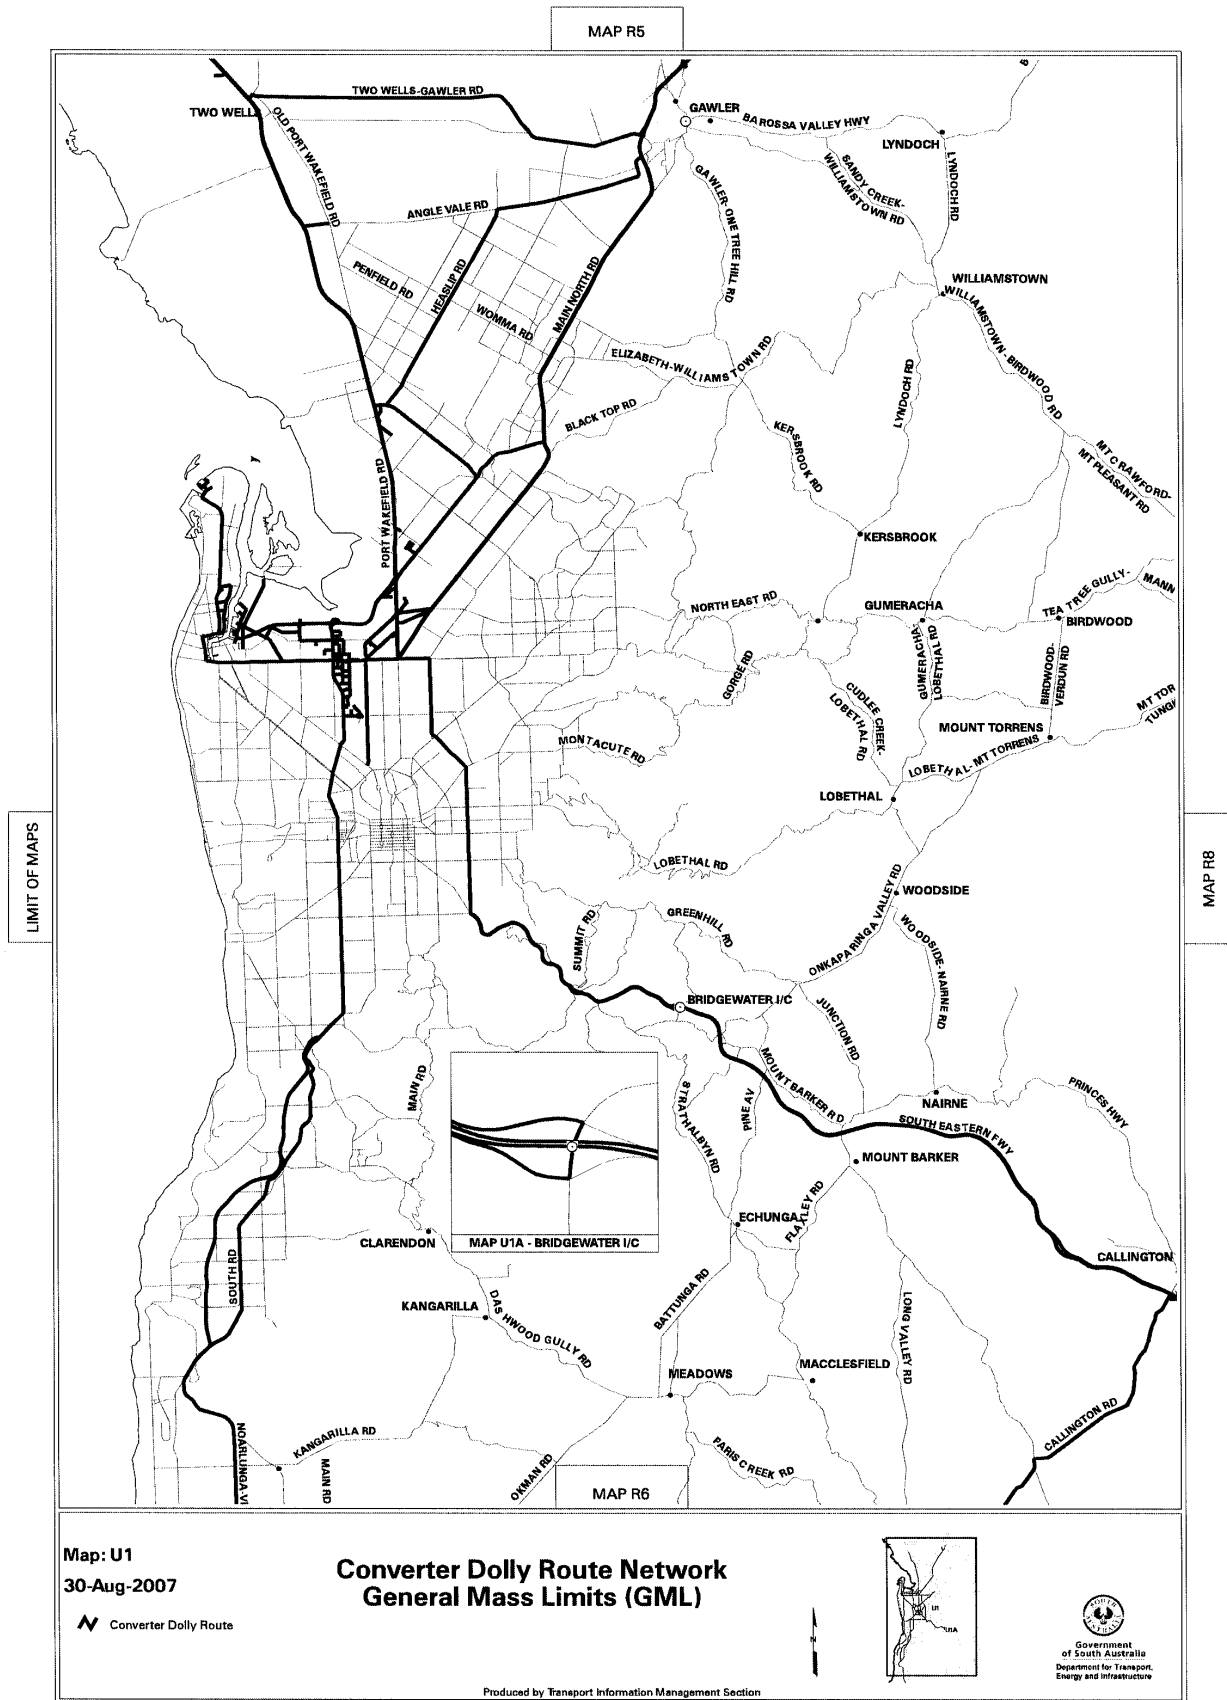 MAP R5
TWO WELLS-GAWLER RD
TWO WELLS
OLD PORT WAKEFIELD RD
GAWLER
BAROSSA VALLEY HWY
LYNDOCH
SANDY CREEK-
WILLIAMSTOWN RD
LYNDOCH RD
GAWLER-ONE TREE HILL RD
ANGLE VALE RD
PENFIELD RD
HEASLIP RD
WOMMA RD
MAIN NORTH RD
WILLIAMSTOWN
WILLIAMSTOWN - BIRDWOOD RD
ELIZABETH-WILLIAMSTOWN RD
LYNDOCH RD
BLACK TOP RD
KERSBROOK RD
MT CRAWFORD-
MT PLEASANT RD
PORT WAKEFIELD RD
KERSBROOK
NORTH EAST RD
GUMERACHA
TEA TREE GULLY-
MANN
BIRDWOOD
GUMERACHA-
LOBETHAL RD
BIRDWOOD-
VERDUN RD
GORGE RD
CUDLEE CREEK-
LOBETHAL RD
MT TOR
TUNGK
MOUNT TORRENS
MONTACUTE RD
LOBETHAL-MT TORRENS
LOBETHAL
LIMIT OF MAPS
MAP R8
LOBETHAL RD
WOODSIDE
SUMMIT RD
GREENHILL RD
ONKAPARINGA VALLEY RD
WOODSIDE-NAIRNE RD
BRIDGEWATER I/C
JUNCTION RD
MAIN RD
STRATHALBYN RD
PINE AV
MOUNT BARKER RD
NAIRNE
PRINCES HWY
SOUTH EASTERN FWY
MOUNT BARKER
ECHUNGA
FLAXLEY RD
CLARENDON
MAP U1A - BRIDGEWATER I/C
CALLINGTON
SOUTH RD
KANGARILLA
DASHWOOD GULLY RD
BATTUNGA RD
LONG VALLEY RD
MEADOWS
MACCLESFIELD
NOARLUNGA-VI
KANGARILLA RD
MAIN RD
OKMAN RD
PARIS CREEK RD
CALLINGTON RD
MAP R6
Map: U1
30-Aug-2007
Converter Dolly Route
Converter Dolly Route Network
General Mass Limits (GML)
N
U1
U1A
SOUTH
AUSTRALIA
Government
of South Australia
Department for Transport,
Energy and Infrastructure
Produced by Transport Information Management Section